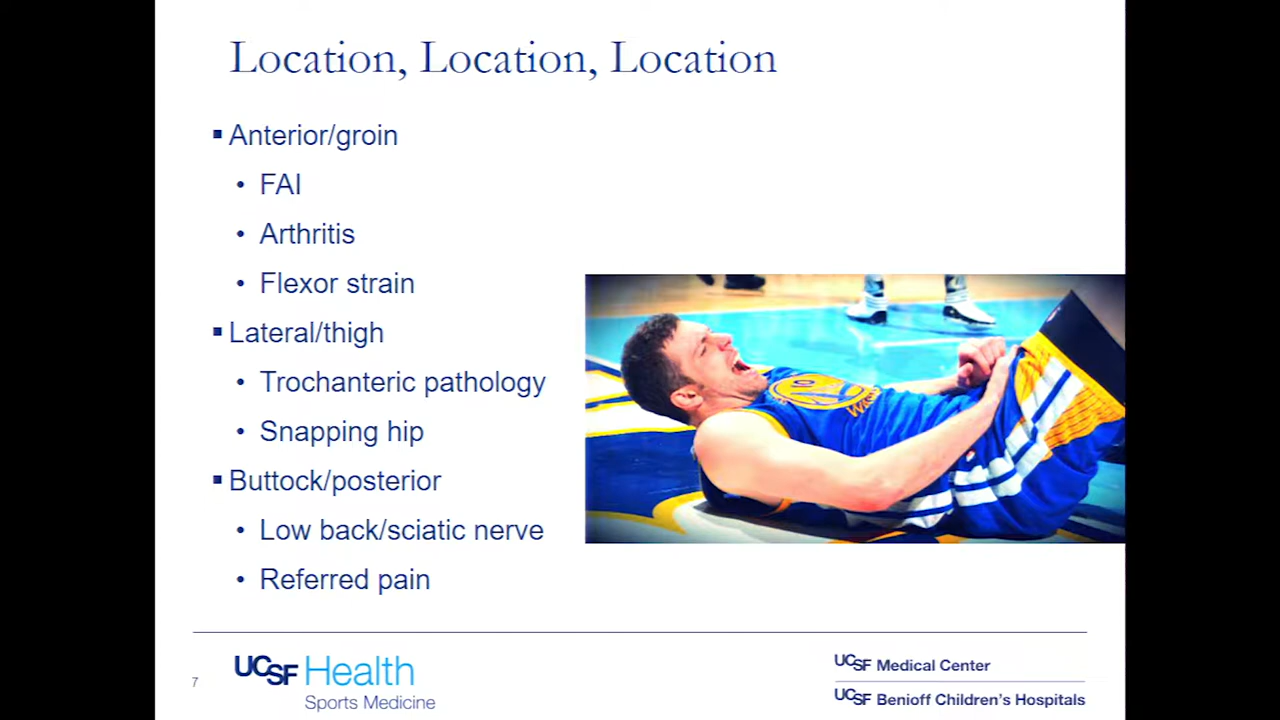 Location, Location, Location
▪ Anterior/groin
• FAI
• Arthritis
• Flexor strain
▪ Lateral/thigh
• Trochanteric pathology
• Snapping hip
▪ Buttock/posterior
• Low back/sciatic nerve
• Referred pain
7
UCSF Health
Sports Medicine
UCSF Medical Center
UCSF Benioff Children's Hospitals